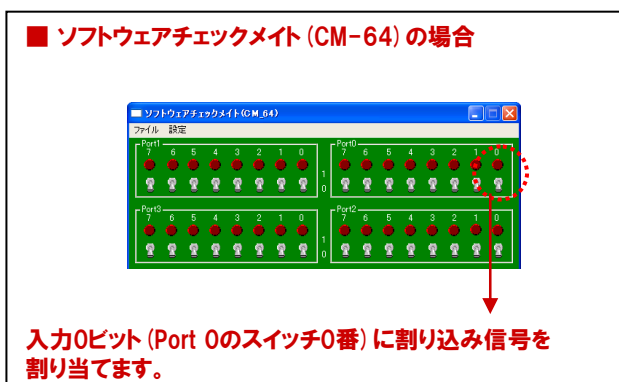 ■ ソフトウェアチェックメイト(CM-64)の場合
ソフトウェアチェックメイト(CM_64)
ファイル 設定
Port1 Port0
7 6 5 4 3 2 1 0 7 6 5 4 3 2 1 0
1
0
Port3 Port2
7 6 5 4 3 2 1 0 7 6 5 4 3 2 1 0
1
0
入力0ビット(Port 0のスイッチ0番)に割り込み信号を
割り当てます。